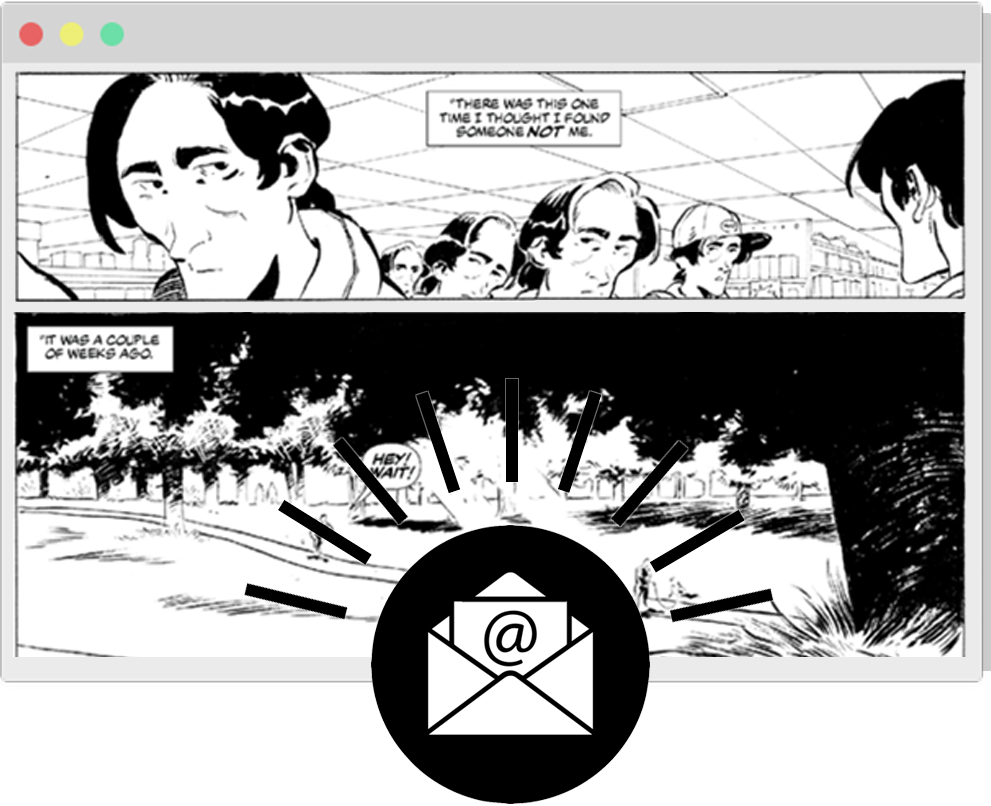 "THERE WAS THIS ONE
TIME I THOUGHT I FOUND
SOMEONE NOT ME.
"IT WAS A COUPLE
OF WEEKS AGO.
HEY!
WAIT!
@